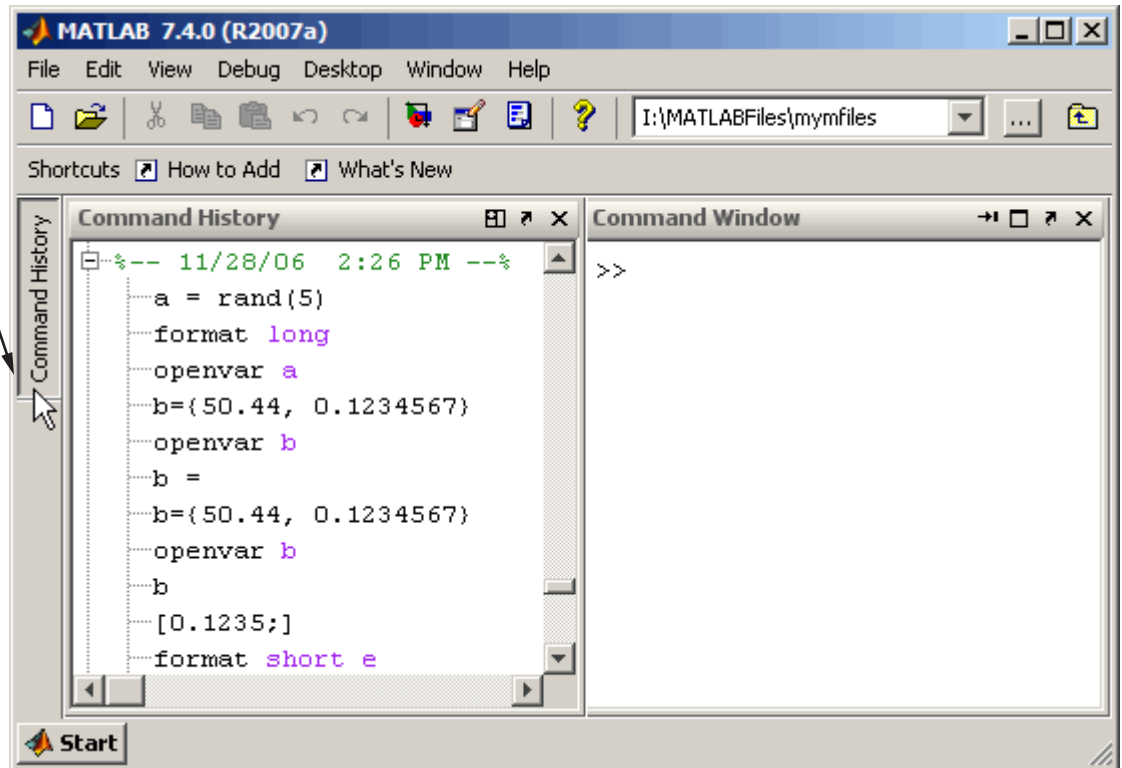 MATLAB 7.4.0 (R2007a)
File Edit View Debug Desktop Window Help
I:\MATLABFiles\mymfiles ...
Shortcuts How to Add What's New
Command History
Command History
%-- 11/28/06 2:26 PM --%
a = rand(5)
format long
openvar a
b={50.44, 0.1234567}
openvar b
b =
b={50.44, 0.1234567}
openvar b
b
[0.1235;]
format short e
Command Window
>>
Start